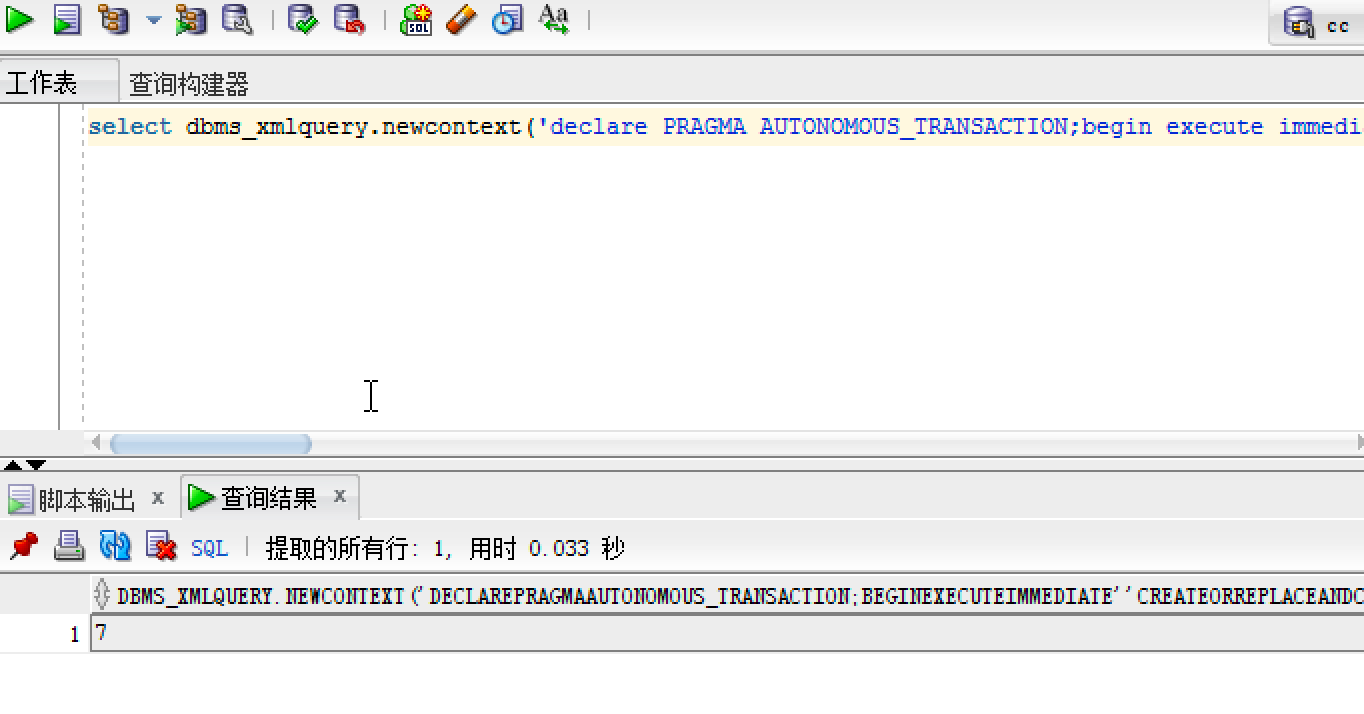 SQL
Aa
cc
工作表 查询构建器
select dbms_xmlquery.newcontext('declare PRAGMA AUTONOMOUS_TRANSACTION;begin execute immedi
脚本输出 x 查询结果 x
SQL 提取的所有行: 1, 用时 0.033 秒
DBMS_XMLQUERY.NEWCONTEXT('DECLAREPRAGMAAUTONOMOUS_TRANSACTION;BEGINEXECUTEIMMEDIATE''CREATEORREPLACEANDC
1 7